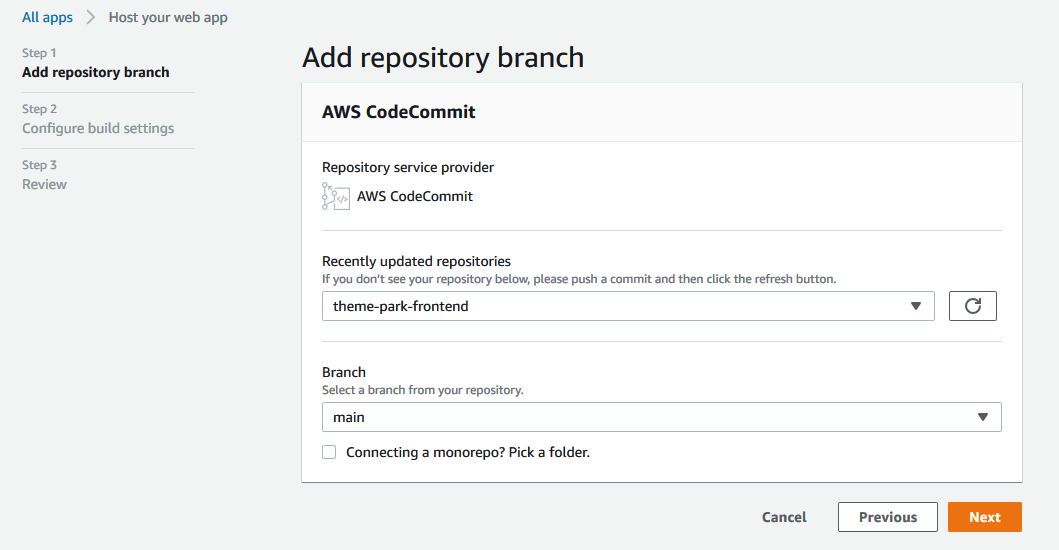 All apps > Host your web app
Step 1
Add repository branch
Step 2
Configure build settings
Step 3
Review
Add repository branch
AWS CodeCommit
Repository service provider
</> AWS CodeCommit
Recently updated repositories
If you don't see your repository below, please push a commit and then click the refresh button.
theme-park-frontend
Branch
Select a branch from your repository.
main
Connecting a monorepo? Pick a folder.
Cancel Previous Next